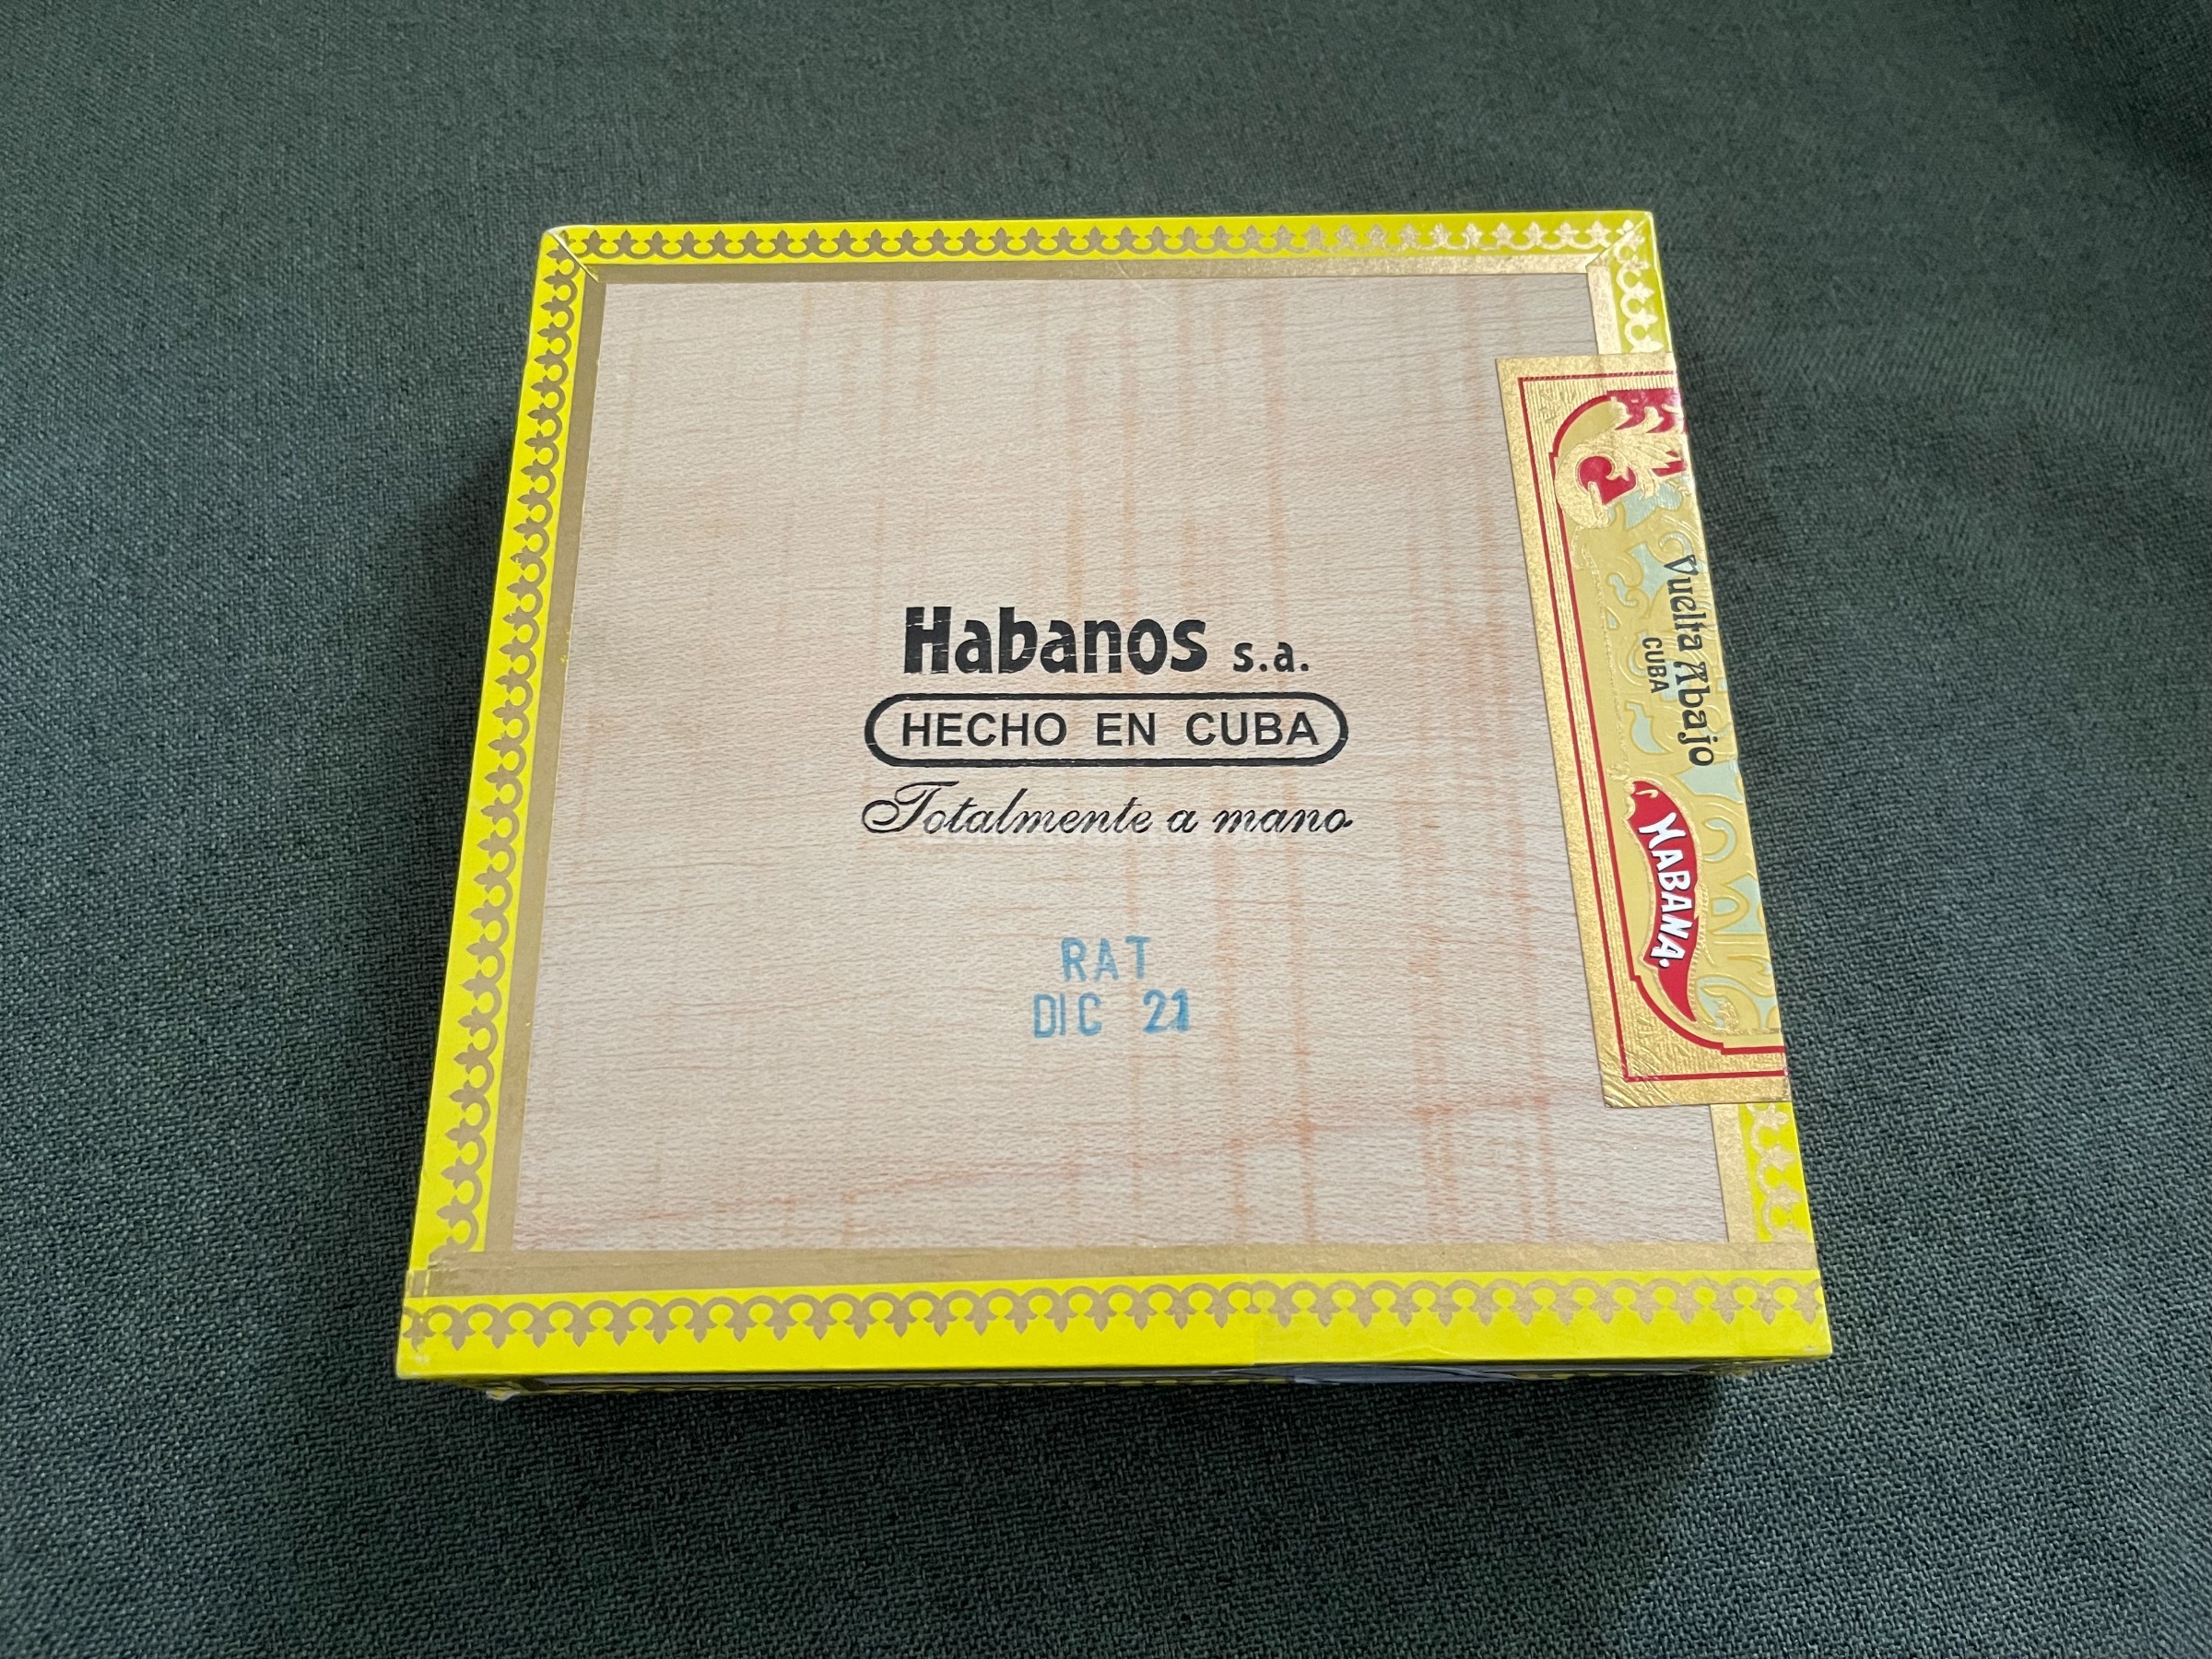 Habanos s.a.
HECHO EN CUBA
Totalmente a mano
RAT
DIC 21
Vuelta Abajo
CUBA
HABANA.